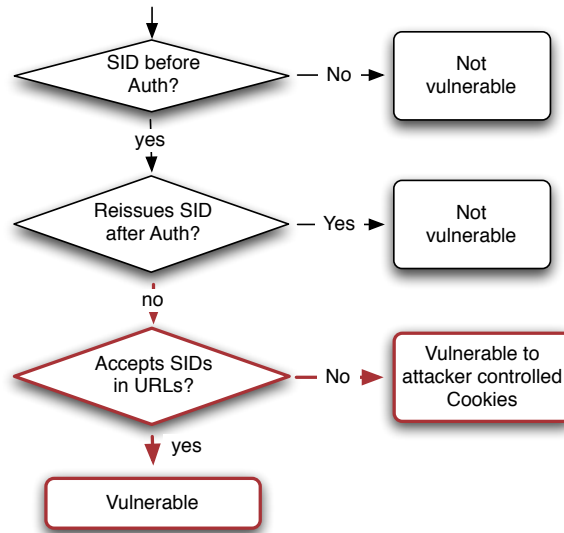 SID before
Auth?
No
Not
vulnerable
yes
Reissues SID
after Auth?
Yes
Not
vulnerable
no
Accepts SIDs
in URLs?
No
Vulnerable to
attacker controlled
Cookies
yes
Vulnerable